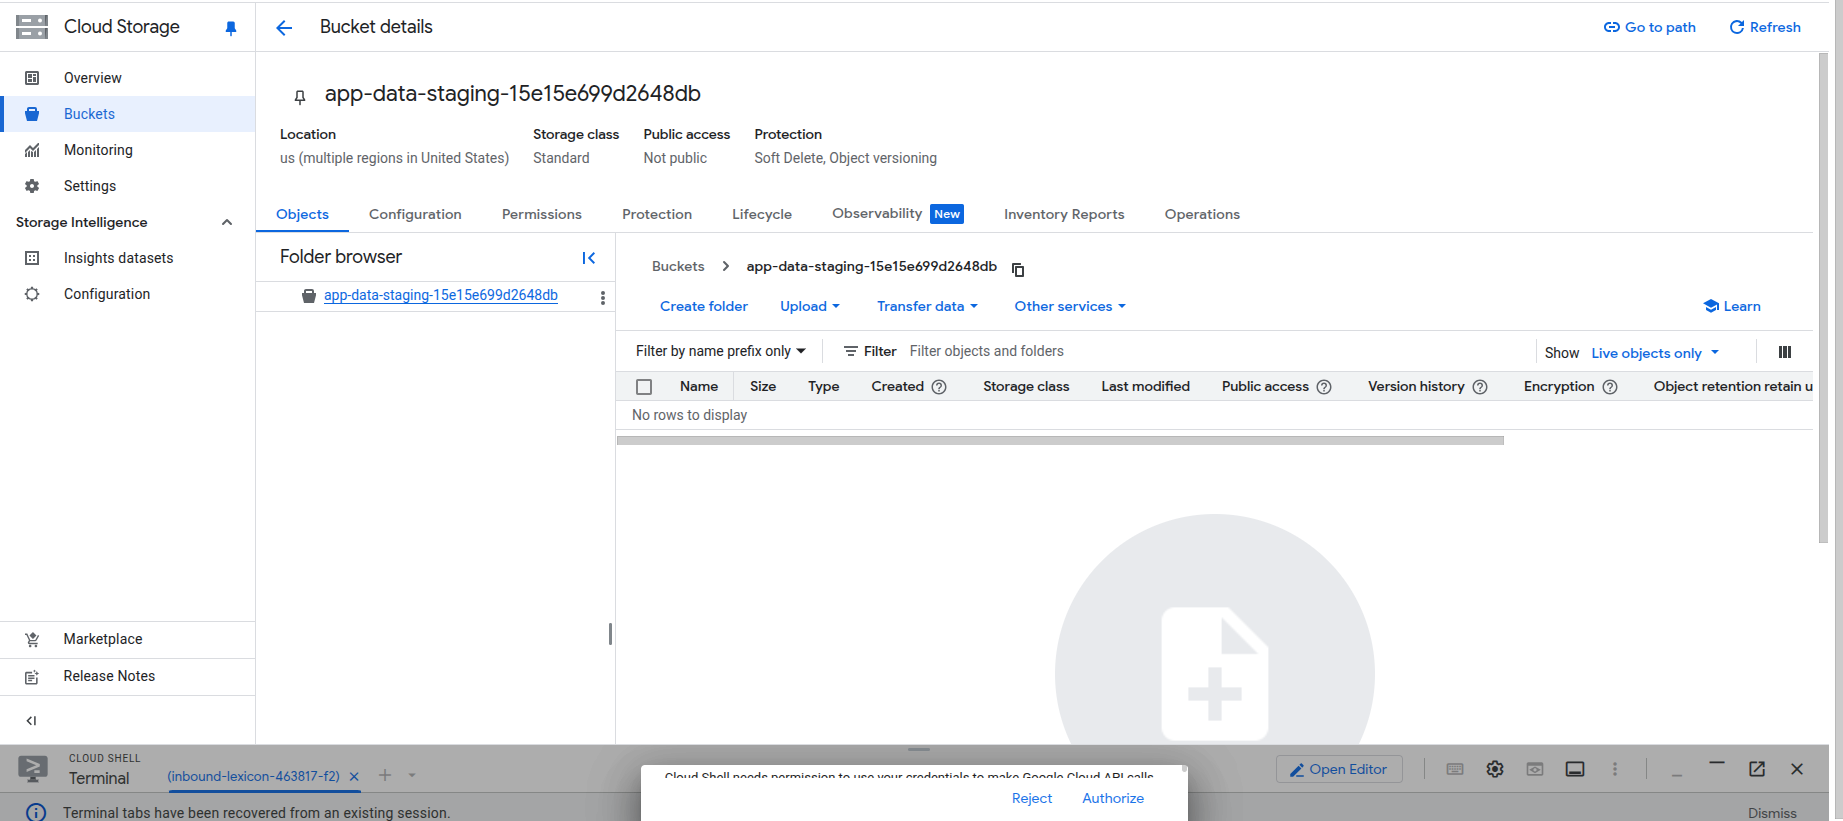 Cloud Storage
Bucket details
Go to path
Refresh
Overview
Buckets
Monitoring
Settings
Storage Intelligence
Insights datasets
Configuration
Marketplace
Release Notes
app-data-staging-15e15e699d2648db
Location
us (multiple regions in United States)
Storage class
Standard
Public access
Not public
Protection
Soft Delete, Object versioning
Objects Configuration Permissions Protection Lifecycle Observability New Inventory Reports Operations
Folder browser
app-data-staging-15e15e699d2648db
Buckets app-data-staging-15e15e699d2648db
Create folder Upload Transfer data Other services Learn
Filter by name prefix only Filter Filter objects and folders Show Live objects only
Name Size Type Created Storage class Last modified Public access Version history Encryption Object retention retain u
No rows to display
CLOUD SHELL
Terminal
(inbound-lexicon-463817-f2)
Open Editor
Cloud Shell needs permission to use your credentials to make Google Cloud API calls
Reject Authorize
Terminal tabs have been recovered from an existing session.
Dismiss